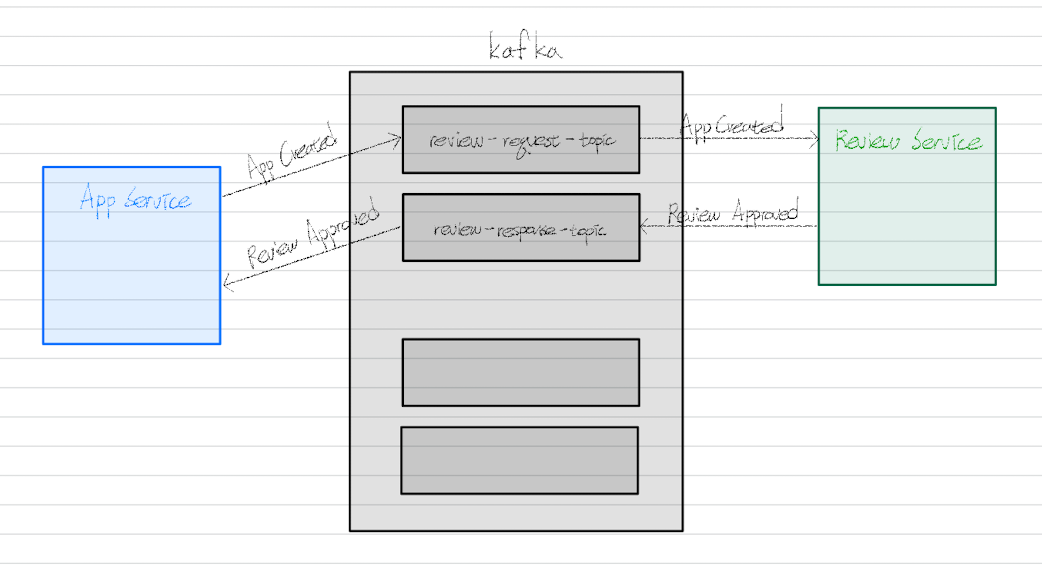 kafka
App Created
review-request-topic
App Created
Review Service
App Service
Review Approved
review-response-topic
Review Approved